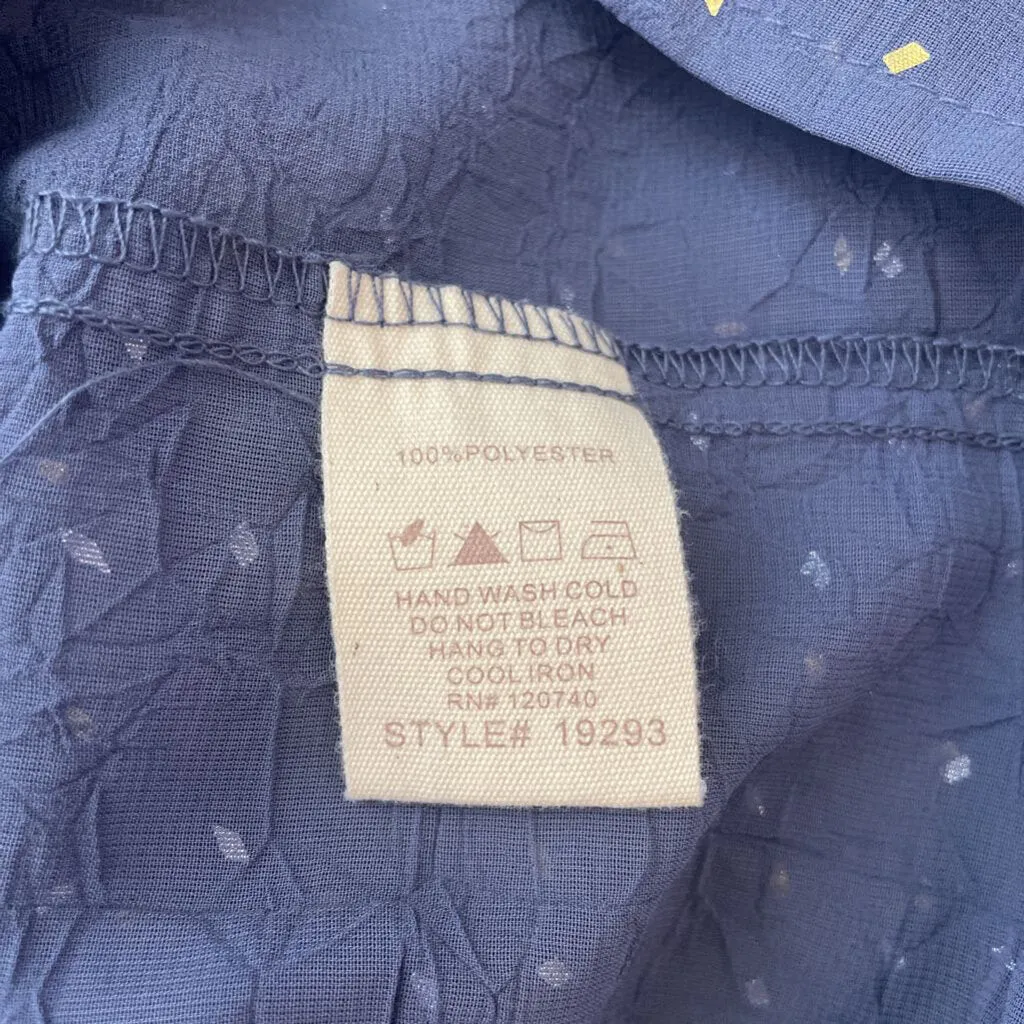 100%POLYESTER
HAND WASH COLD
DO NOT BLEACH
HANG TO DRY
COOL IRON
RN# 120740
STYLE# 19293